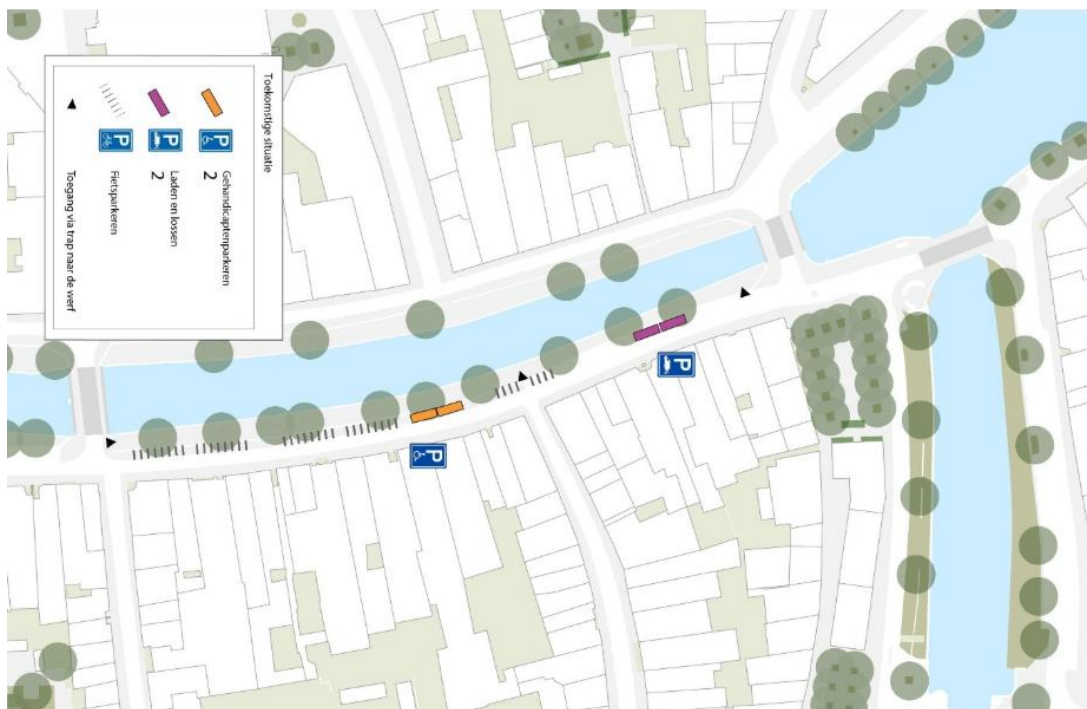 Toekomstige situatie
P
Gehandicaptenparkeren
2
P
Laden en lossen
2
P
Fietsparkeren
Toegang via trap naar de werf
P
P